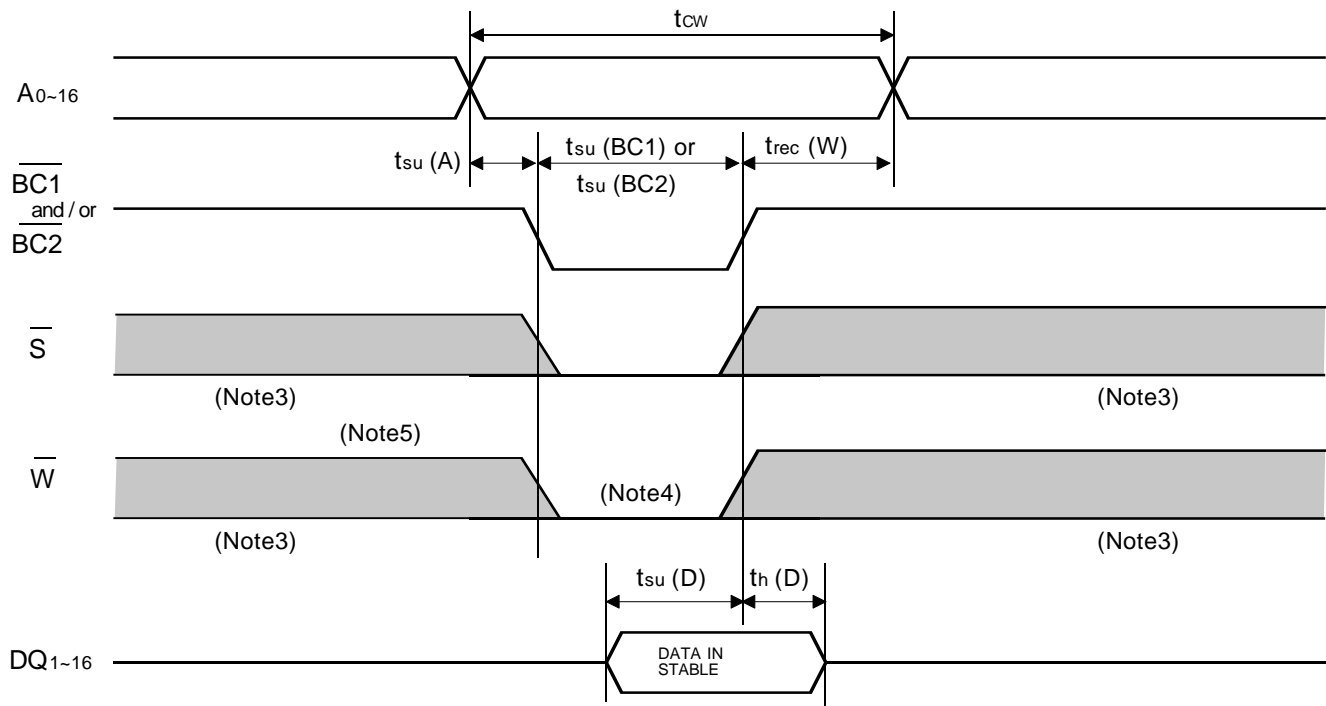 tCW
A0~16
tsu (A)
tsu (BC1) or
tsu (BC2)
trec (W)
BC1
and / or
BC2
S
(Note3)
(Note3)
(Note5)
W
(Note4)
(Note3)
(Note3)
tsu (D)
th (D)
DQ1~16
DATA IN
STABLE